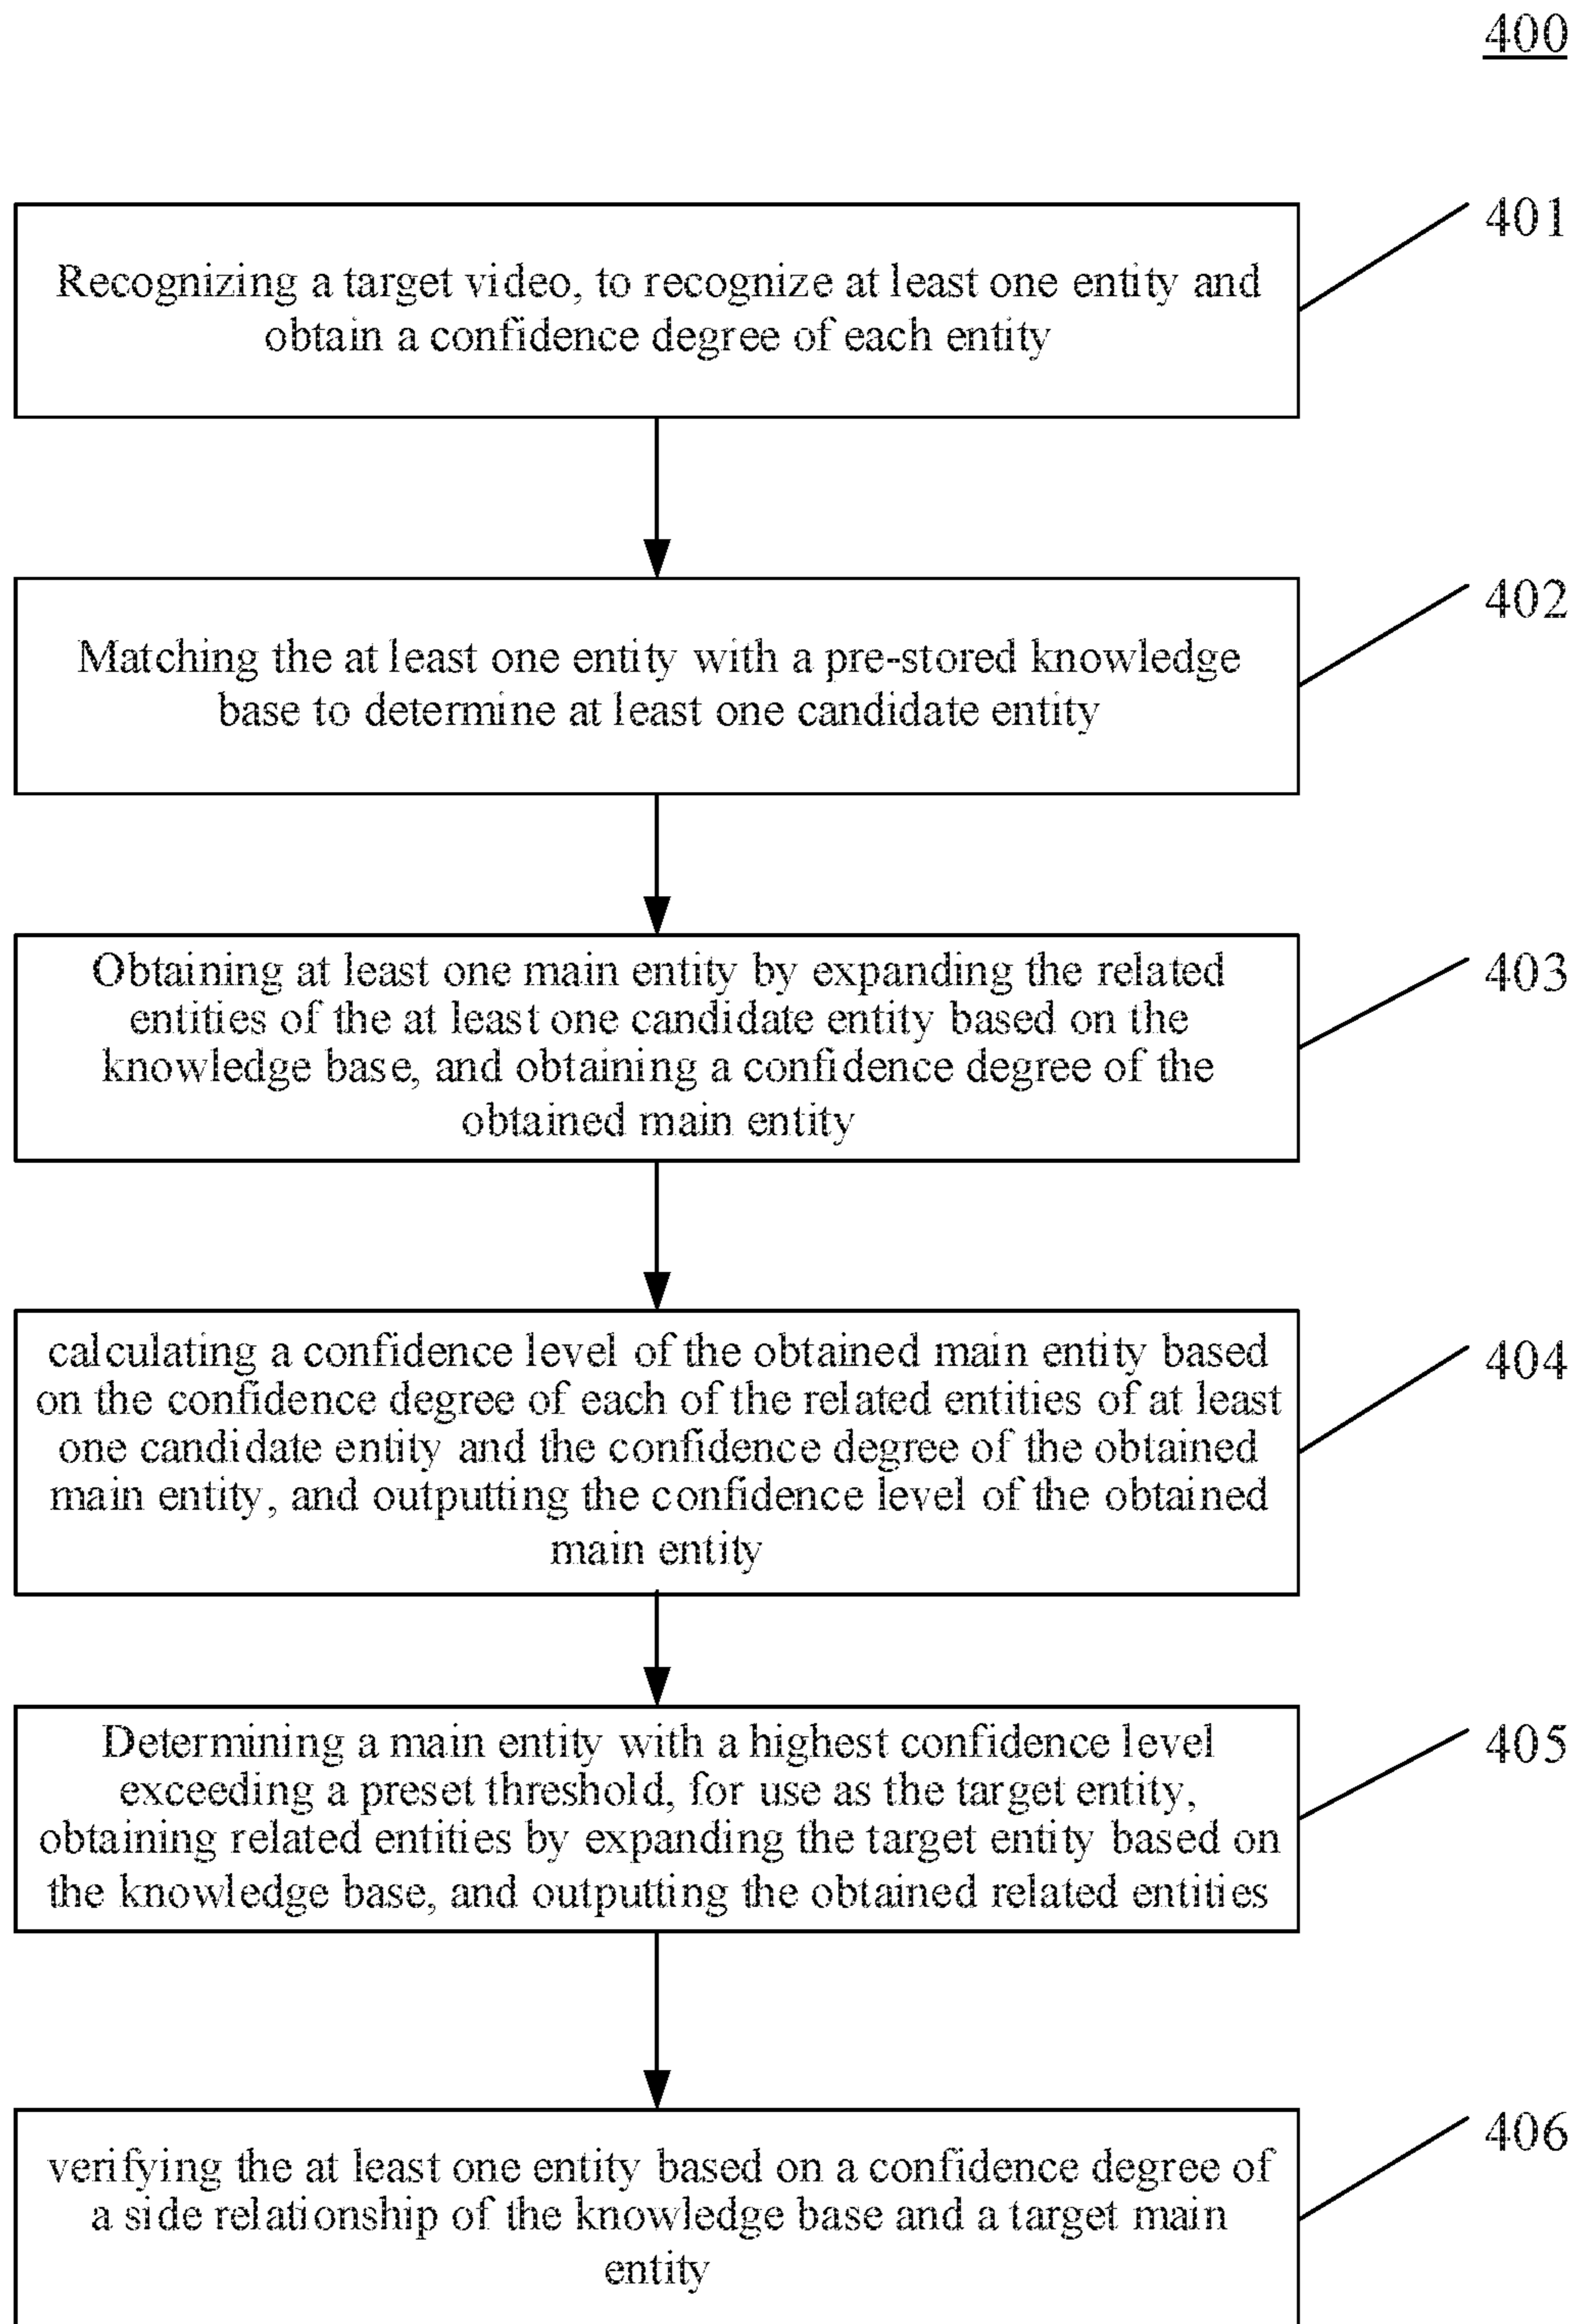 400
401
Recognizing a target video, to recognize at least one entity and
obtain a confidence degree of each entity
402
Matching the at least one entity with a pre-stored knowledge
base to determine at least one candidate entity
403
Obtaining at least one main entity by expanding the related
entities of the at least one candidate entity based on the
knowledge base, and obtaining a confidence degree of the
obtained main entity
404
calculating a confidence level of the obtained main entity based
on the confidence degree of each of the related entities of at least
one candidate entity and the confidence degree of the obtained
main entity, and outputting the confidence level of the obtained
main entity
405
Determining a main entity with a highest confidence level
exceeding a preset threshold, for use as the target entity,
obtaining related entities by expanding the target entity based on
the knowledge base, and outputting the obtained related entities
406
verifying the at least one entity based on a confidence degree of
a side relationship of the knowledge base and a target main
entity